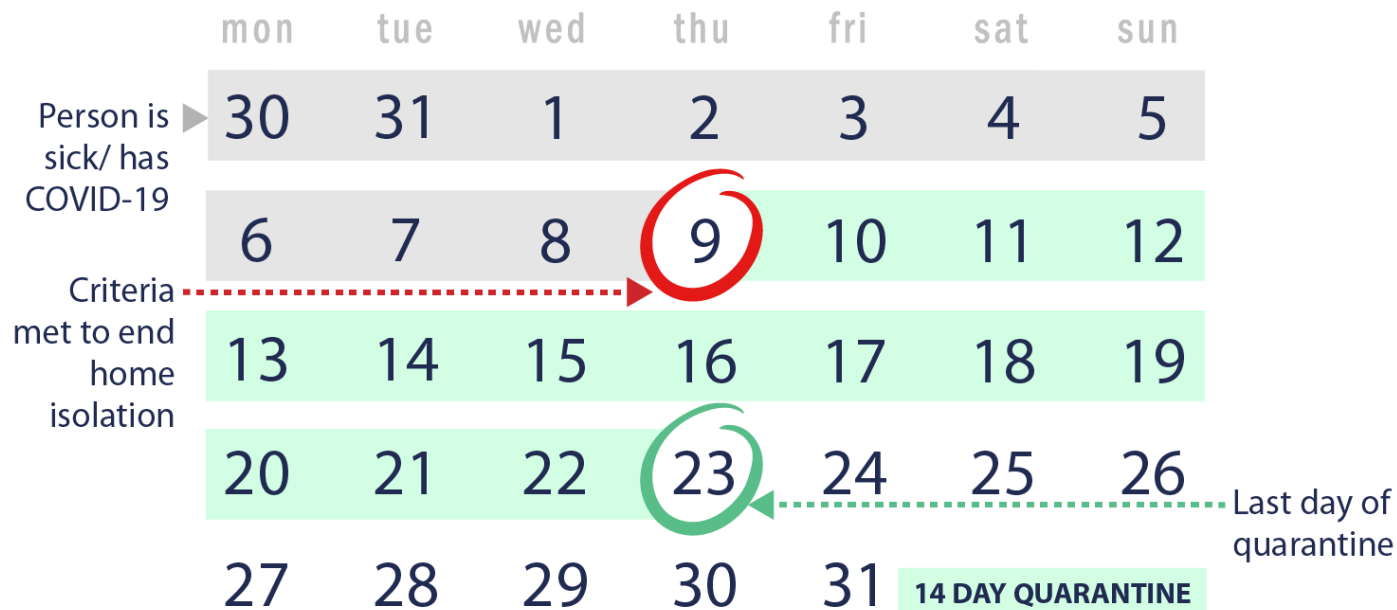 mon tue wed thu fri sat sun
Person is
sick/ has
COVID-19
30 31 1 2 3 4 5
6 7 8 9 10 11 12
Criteria
met to end
home
isolation
13 14 15 16 17 18 19
20 21 22 23 24 25 26
Last day of
quarantine
27 28 29 30 31
14 DAY QUARANTINE